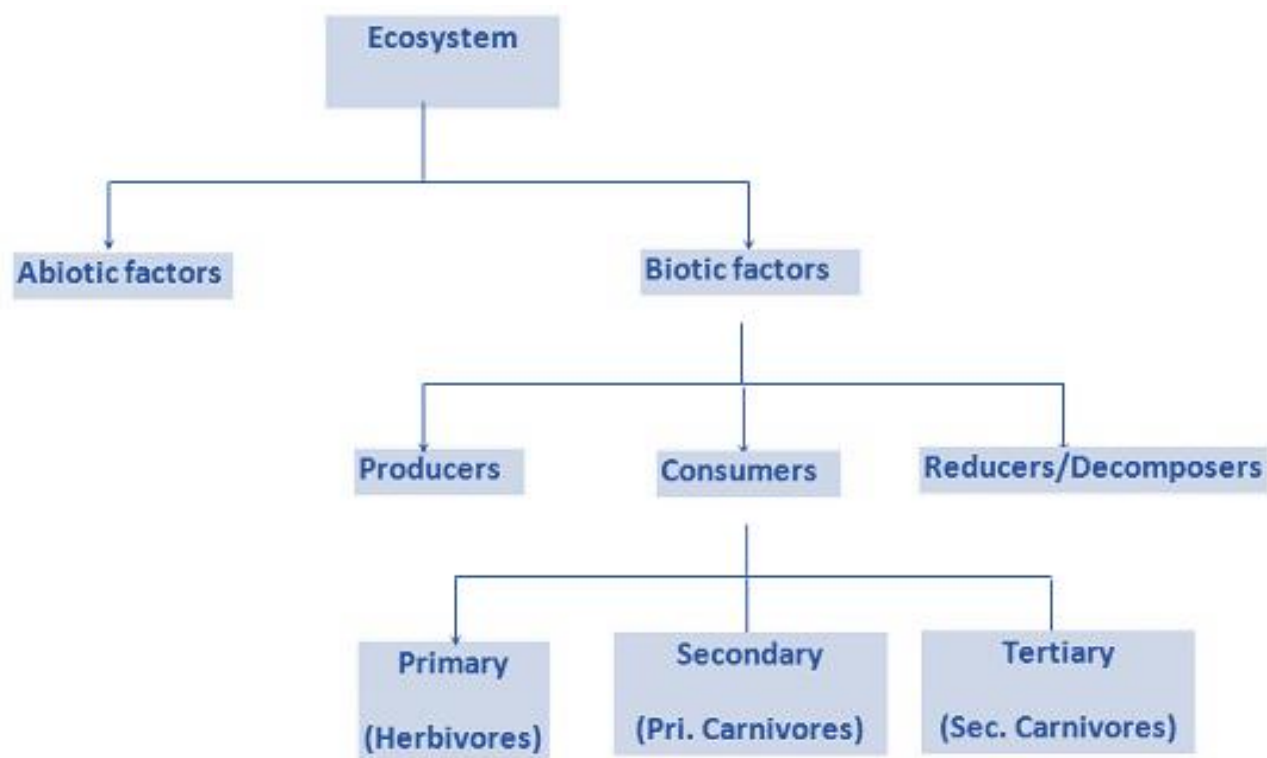 Ecosystem
Abiotic factors
Biotic factors
Producers
Consumers
Reducers/Decomposers
Primary
(Herbivores)
Secondary
(Pri. Carnivores)
Tertiary
(Sec. Carnivores)